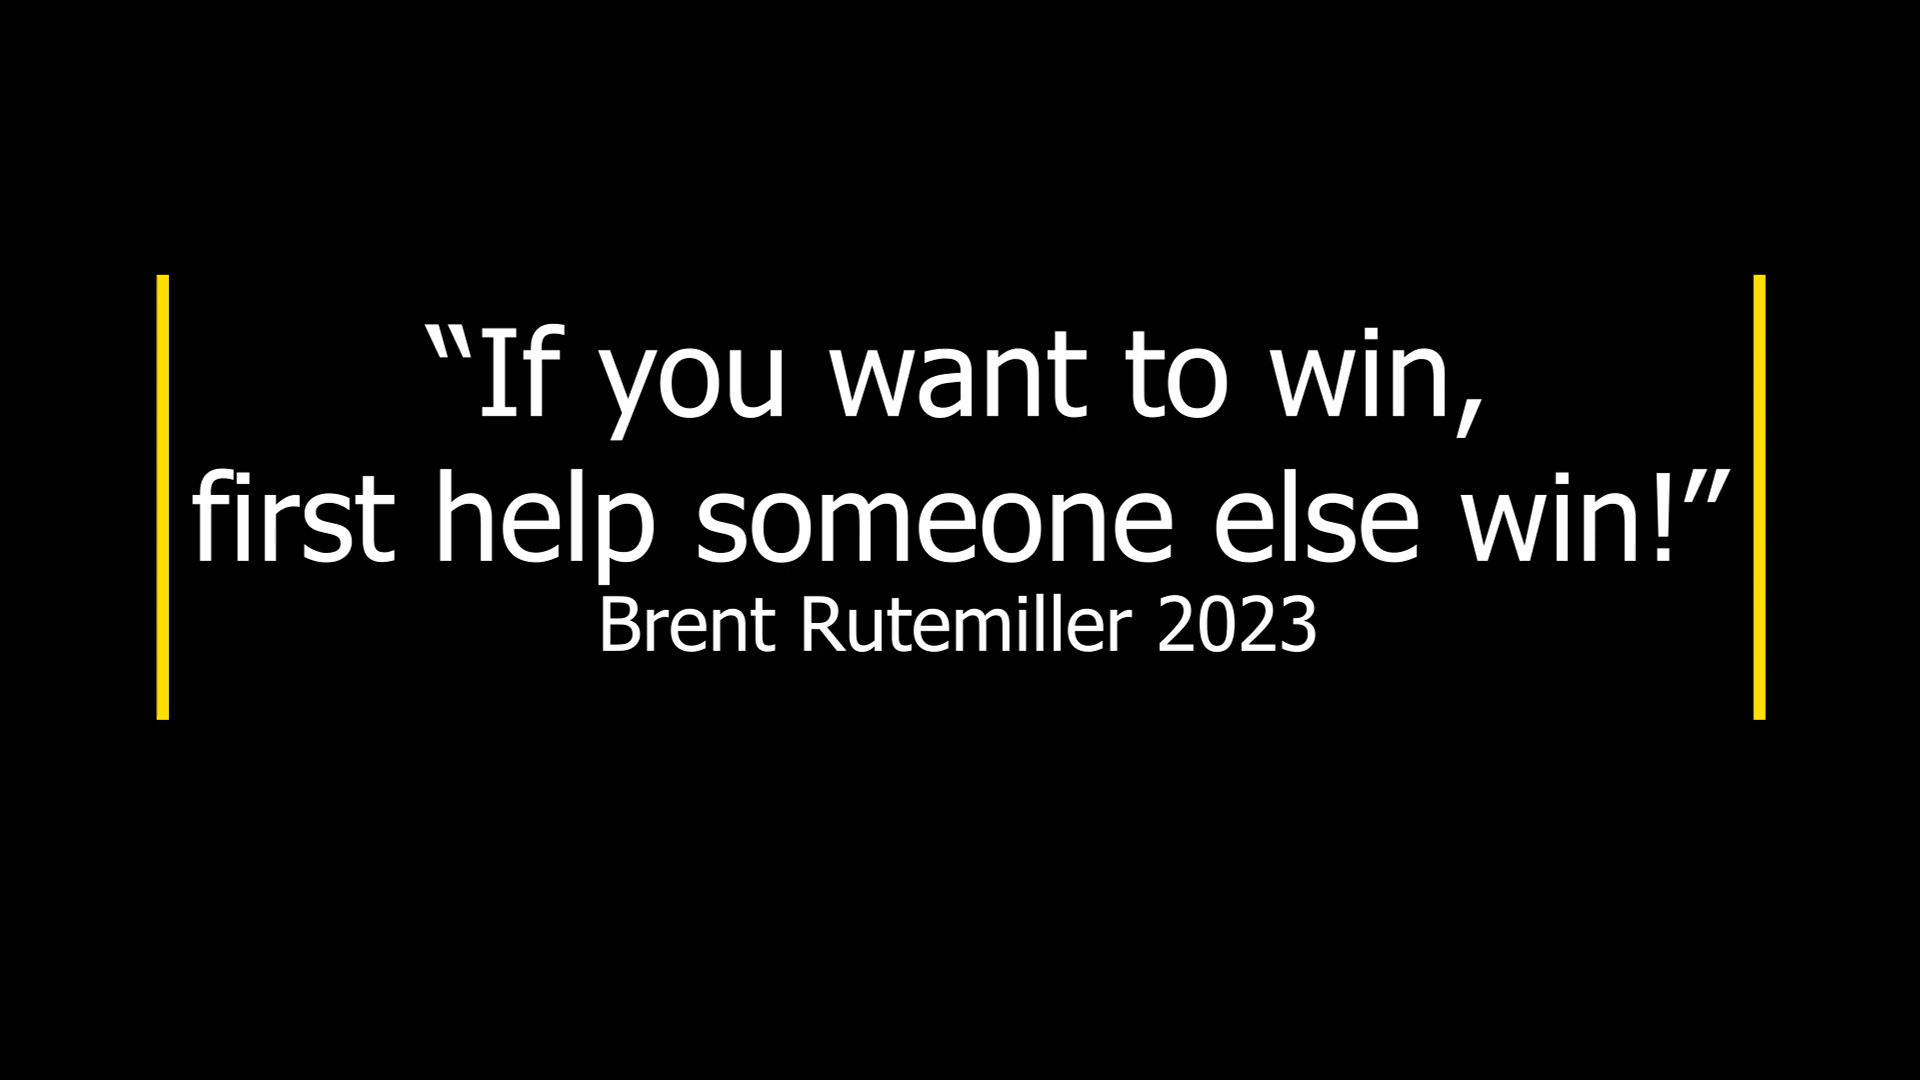 “If you want to win,
first help someone else win!”
Brent Rutemiller 2023